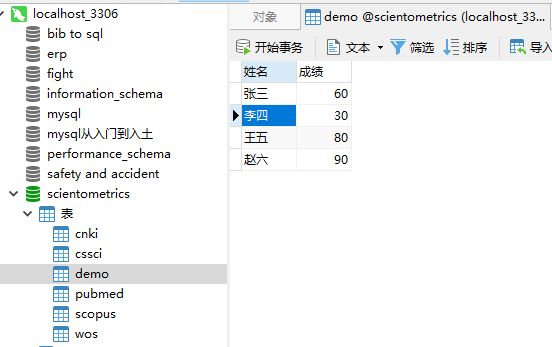 localhost_3306
bib to sql
erp
fight
information_schema
mysql
mysql从入门到入土
performance_schema
safety and accident
scientometrics
表
cnki
cssci
demo
pubmed
scopus
wos
对象
demo @scientometrics (localhost_33...
开始事务 文本 筛选 排序 导入
姓名 成绩
张三 60
李四 30
王五 80
赵六 90